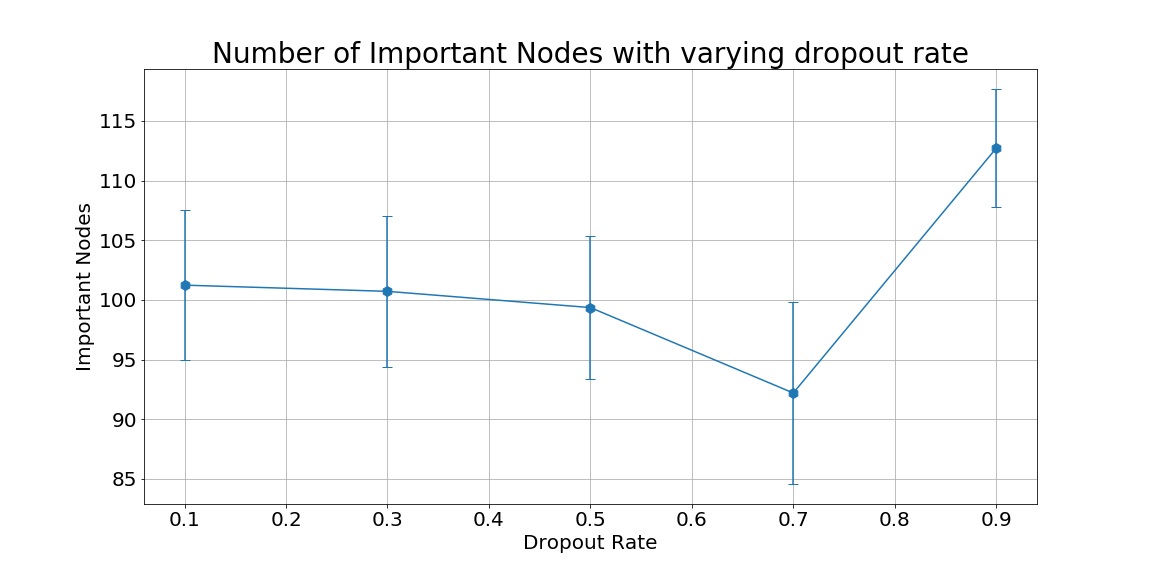 Number of Important Nodes with varying dropout rate
Important Nodes
115
110
105
100
95
90
85
0.1 0.2 0.3 0.4 0.5 0.6 0.7 0.8 0.9
Dropout Rate